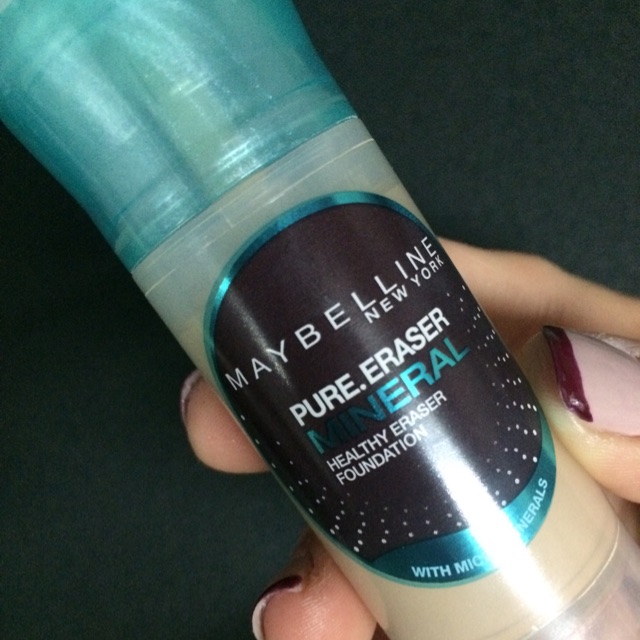 MAYBELLINE
NEW YORK
PURE.ERASER
MINERAL
HEALTHY ERASER
FOUNDATION
WITH